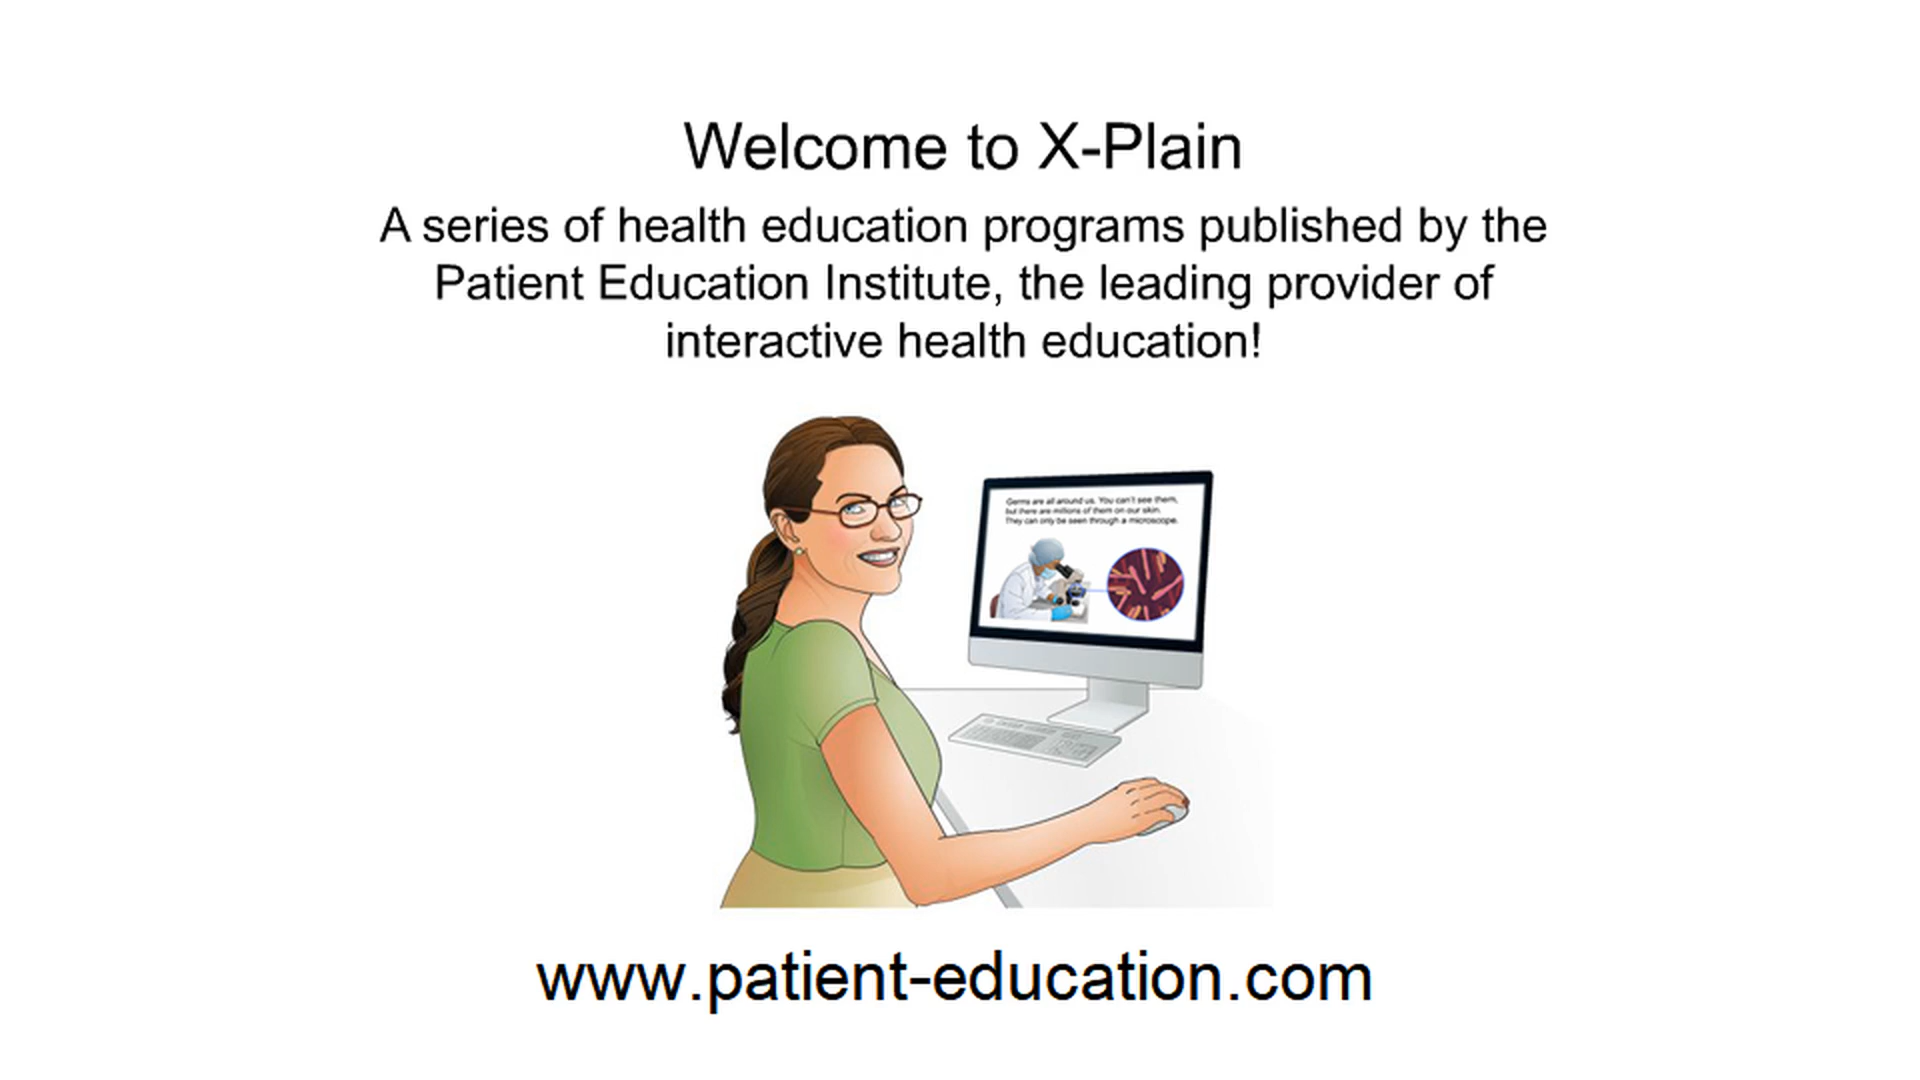 Welcome to X-Plain
A series of health education programs published by the
Patient Education Institute, the leading provider of
interactive health education!
Germs are all around us. You can't see them,
but there are millions of them on our skin.
They can only be seen through a microscope.
www.patient-education.com